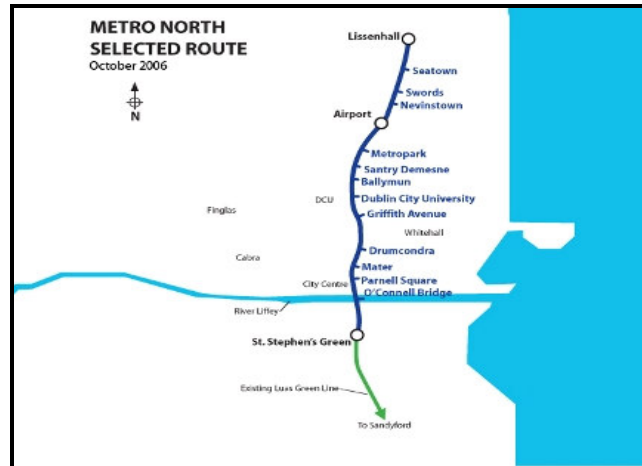 METRO NORTH
SELECTED ROUTE
October 2006
N
Lissenhall
Seatown
Swords
Nevinstown
Airport
Metropark
Santry Demesne
Ballymun
DCU
Dublin City University
Finglas
Griffith Avenue
Whitehall
Drumcondra
Cabra
Mater
City Centre
Parnell Square
O'Connell Bridge
River Liffey
St. Stephen's Green
Existing Luas Green Line
To Sandyford